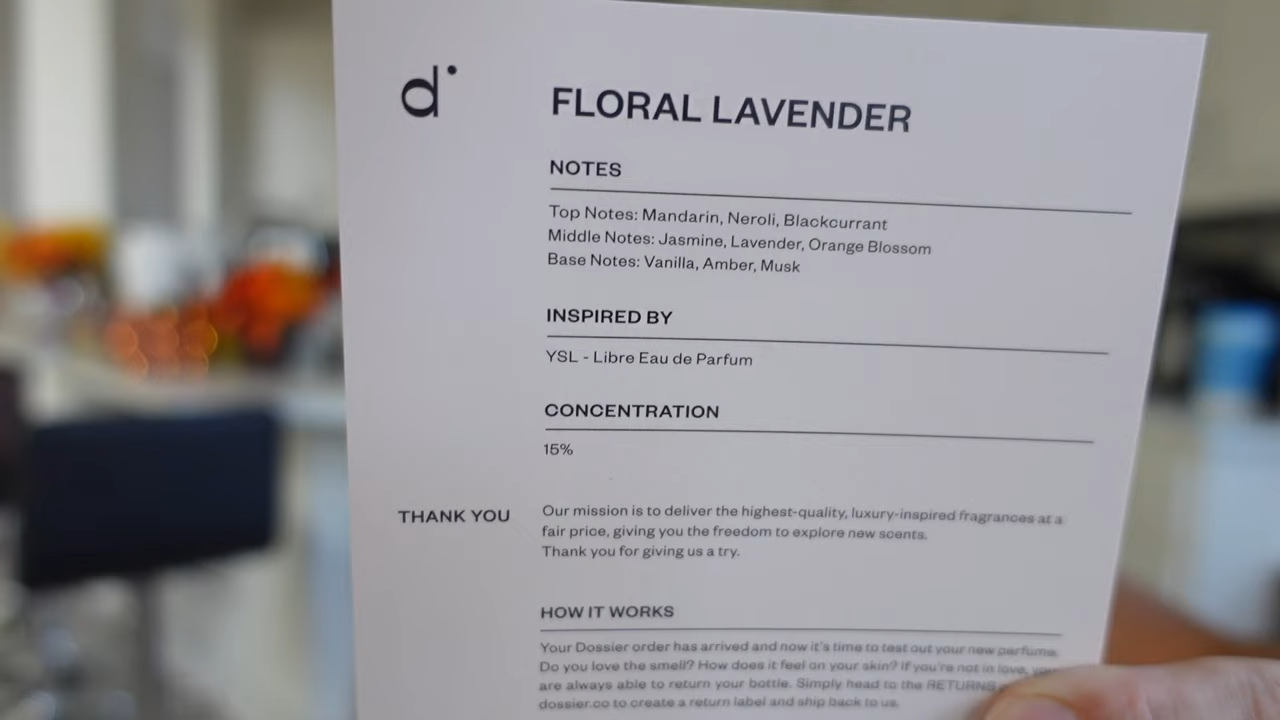 d
FLORAL LAVENDER
NOTES
Top Notes: Mandarin, Neroli, Blackcurrant
Middle Notes: Jasmine, Lavender, Orange Blossom
Base Notes: Vanilla, Amber, Musk
INSPIRED BY
YSL - Libre Eau de Parfum
CONCENTRATION
15%
THANK YOU
Our mission is to deliver the highest-quality, luxury-inspired fragrances at a
fair price, giving you the freedom to explore new scents.
Thank you for giving us a try.
HOW IT WORKS
Your Dossier order has arrived and now it's time to test out your new perfume.
Do you love the smell? How does it feel on your skin? If you're not in love, you
are always able to return your bottle. Simply head to the RETURNS
dossier.co to create a return label and ship back to us.